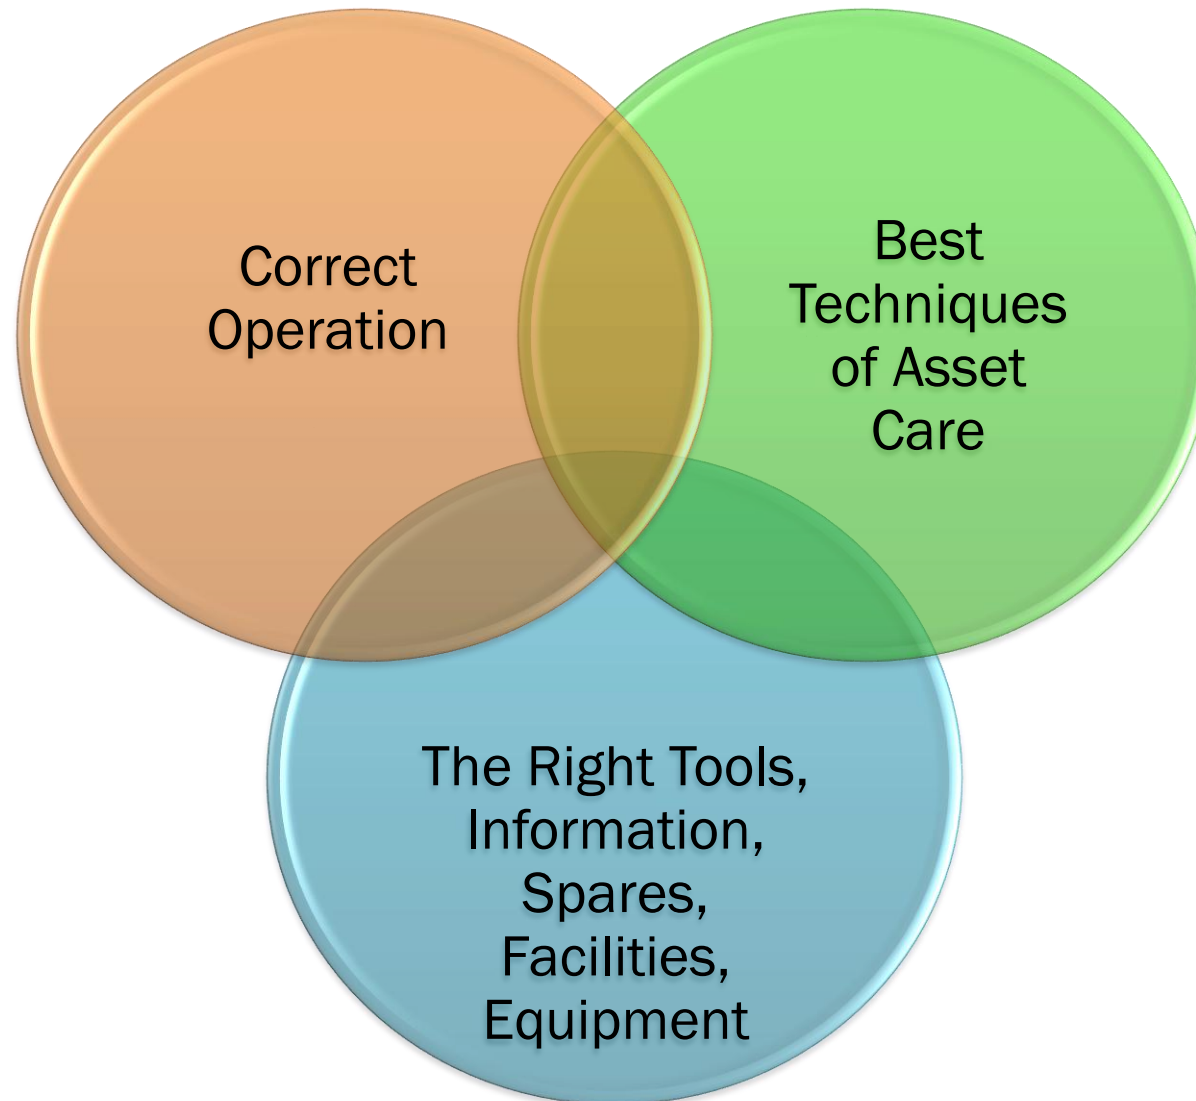 Correct
Operation
Best
Techniques
of Asset
Care
The Right Tools,
Information,
Spares,
Facilities,
Equipment